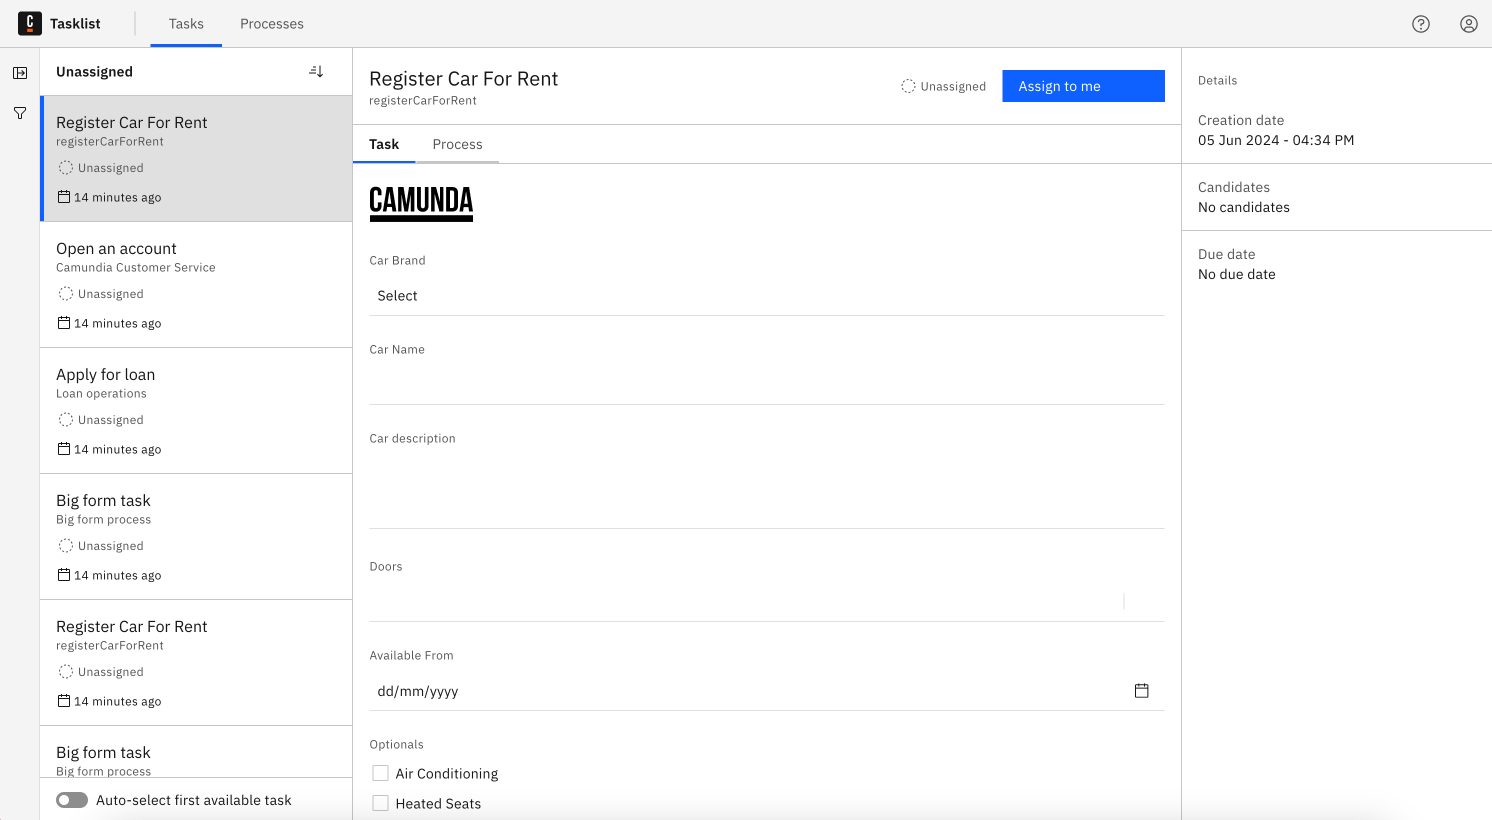 C Tasklist Tasks Processes
Unassigned
Register Car For Rent
registerCarForRent
Unassigned
14 minutes ago
Open an account
Camundia Customer Service
Unassigned
14 minutes ago
Apply for loan
Loan operations
Unassigned
14 minutes ago
Big form task
Big form process
Unassigned
14 minutes ago
Register Car For Rent
registerCarForRent
Unassigned
14 minutes ago
Big form task
Big form process
Auto-select first available task
Register Car For Rent
registerCarForRent
Unassigned Assign to me
Task Process
CAMUNDA
Car Brand
Select
Car Name
Car description
Doors
Available From
dd/mm/yyyy
Optionals
Air Conditioning
Heated Seats
Details
Creation date
05 Jun 2024 - 04:34 PM
Candidates
No candidates
Due date
No due date